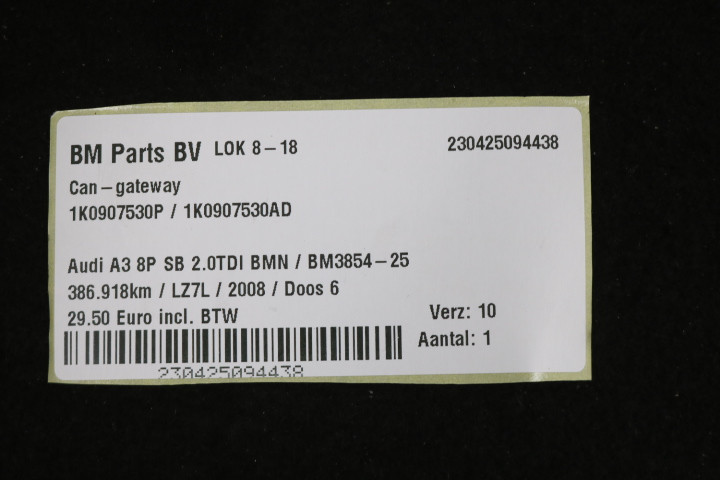 BM Parts BV LOK 8-18 230425094438
Can-gateway
1K0907530P / 1K0907530AD
Audi A3 8P SB 2.0TDI BMN / BM3854-25
386.918km / LZ7L / 2008 / Doos 6
29.50 Euro incl. BTW Verz: 10
Aantal: 1
230425094438